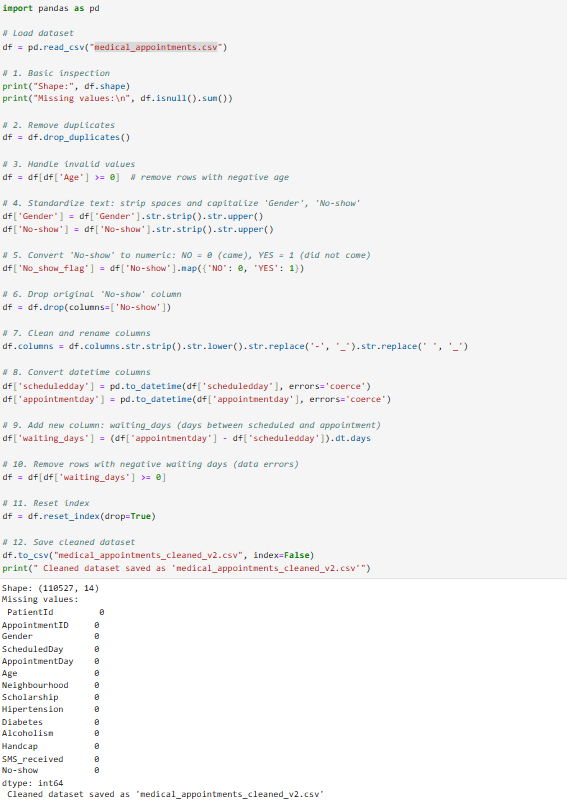 import pandas as pd
# Load dataset
df = pd.read_csv("medical_appointments.csv")
# 1. Basic inspection
print("Shape:", df.shape)
print("Missing values:\n", df.isnull().sum())
# 2. Remove duplicates
df = df.drop_duplicates()
# 3. Handle invalid values
df = df[df['Age'] >= 0]  # remove rows with negative age
# 4. Standardize text: strip spaces and capitalize 'Gender', 'No-show'
df['Gender'] = df['Gender'].str.strip().str.upper()
df['No-show'] = df['No-show'].str.strip().str.upper()
# 5. Convert 'No-show' to numeric: NO = 0 (came), YES = 1 (did not come)
df['No_show_flag'] = df['No-show'].map({'NO': 0, 'YES': 1})
# 6. Drop original 'No-show' column
df = df.drop(columns=['No-show'])
# 7. Clean and rename columns
df.columns = df.columns.str.strip().str.lower().str.replace('-', '_').str.replace(' ', '_')
# 8. Convert datetime columns
df['scheduledday'] = pd.to_datetime(df['scheduledday'], errors='coerce')
df['appointmentday'] = pd.to_datetime(df['appointmentday'], errors='coerce')
# 9. Add new column: waiting_days (days between scheduled and appointment)
df['waiting_days'] = (df['appointmentday'] - df['scheduledday']).dt.days
# 10. Remove rows with negative waiting days (data errors)
df = df[df['waiting_days'] >= 0]
# 11. Reset index
df = df.reset_index(drop=True)
# 12. Save cleaned dataset
df.to_csv("medical_appointments_cleaned_v2.csv", index=False)
print(" Cleaned dataset saved as 'medical_appointments_cleaned_v2.csv'")
Shape: (110527, 14)
Missing values:
PatientId 0
AppointmentID 0
Gender 0
ScheduledDay 0
AppointmentDay 0
Age 0
Neighbourhood 0
Scholarship 0
Hipertension 0
Diabetes 0
Alcoholism 0
Handcap 0
SMS_received 0
No-show 0
dtype: int64
Cleaned dataset saved as 'medical_appointments_cleaned_v2.csv'